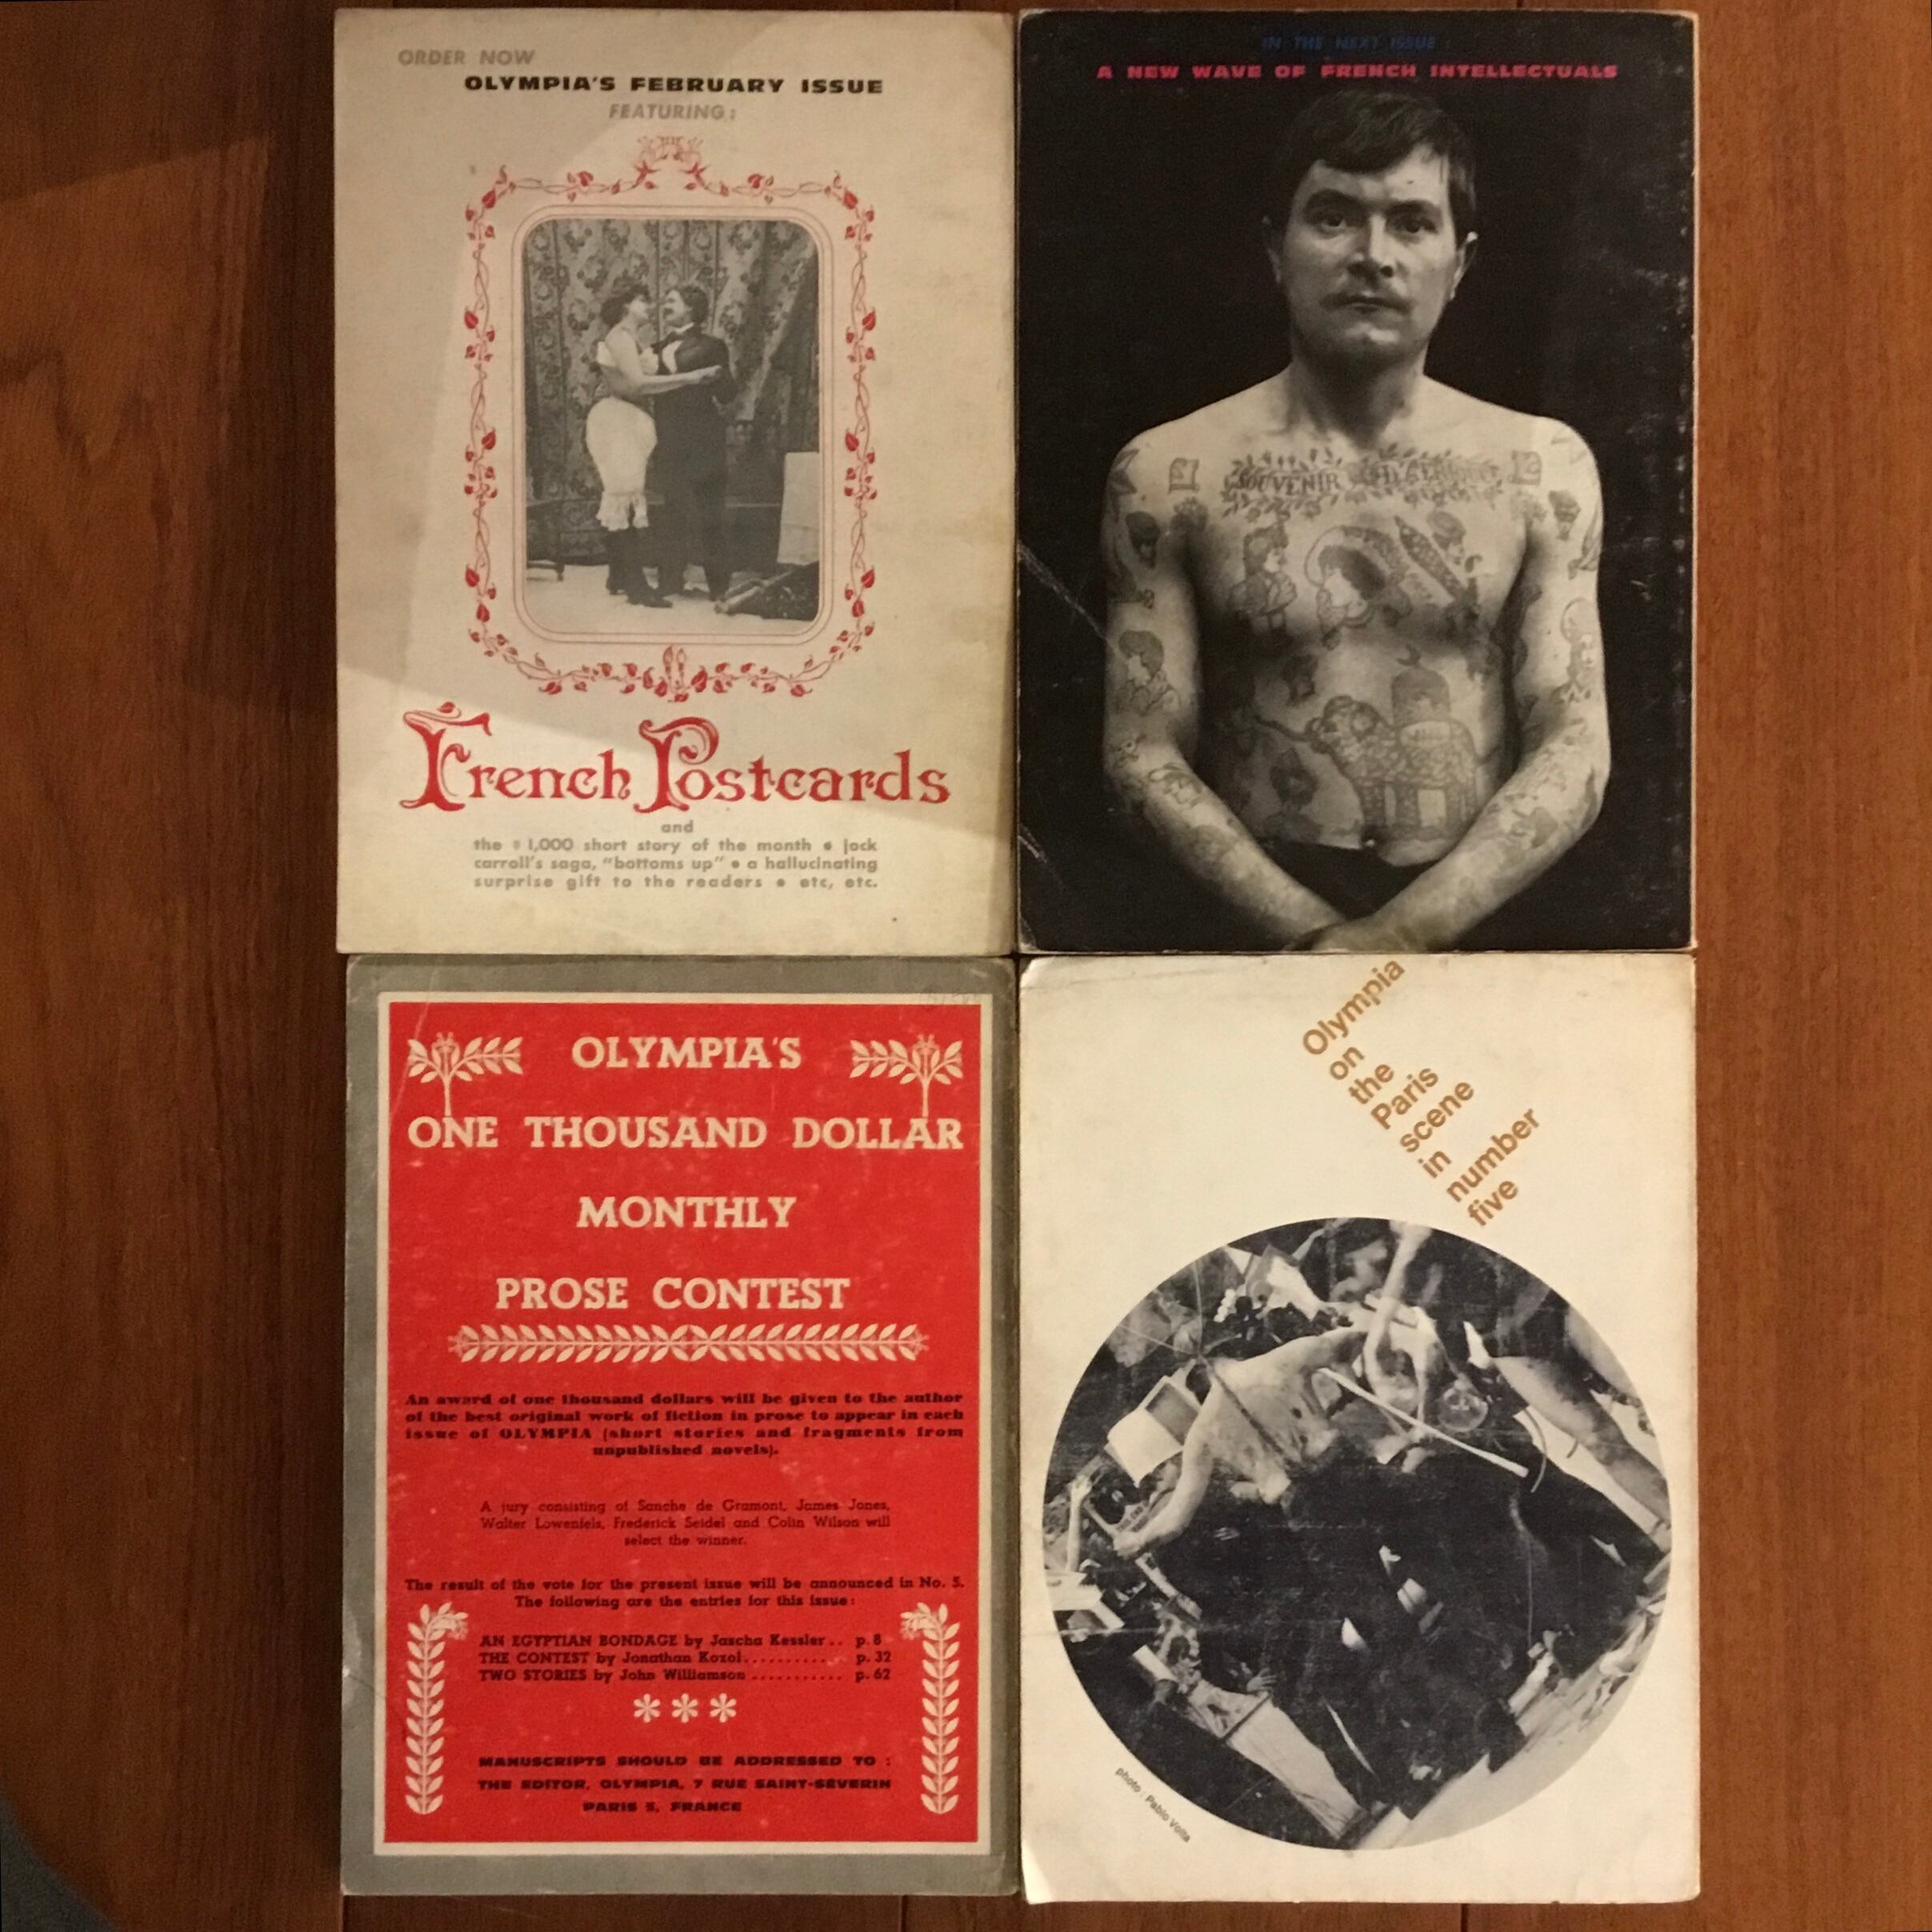 ORDER NOW
OLYMPIA'S FEBRUARY ISSUE
FEATURING:
French Postcards
and
the $1,000 short story of the month • jack
carroll's saga, "bottoms up" • a hallucinating
surprise gift to the readers • etc, etc.
IN THE NEXT ISSUE :
A NEW WAVE OF FRENCH INTELLECTUALS
SOUVENIR
OLYMPIA'S
ONE THOUSAND DOLLAR
MONTHLY
PROSE CONTEST
An award of one thousand dollars will be given to the author
of the best original work of fiction in prose to appear in each
issue of OLYMPIA (short stories and fragments from
unpublished novels).
A jury consisting of Sanche de Gramont, James Jones,
Walter Lowenfels, Frederick Seidel and Colin Wilson will
select the winner.
The result of the vote for the present issue will be announced in No. 5.
The following are the entries for this issue :
AN EGYPTIAN BONDAGE by Jascha Kessler .. p. 8
THE CONTEST by Jonathan Kozol ........... p. 32
TWO STORIES by John Williamson ........... p. 62
***
MANUSCRIPTS SHOULD BE ADDRESSED TO :
THE EDITOR, OLYMPIA, 7 RUE SAINT-SÉVERIN
PARIS 5, FRANCE
Olympia
on
the
Paris
scene
in
number
five
photo : Pablo Volta